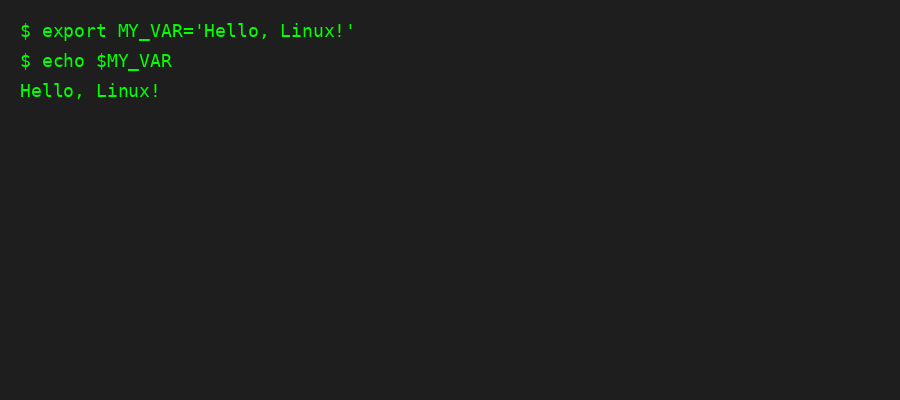 $ export MY_VAR='Hello, Linux!'
$ echo $MY_VAR
Hello, Linux!